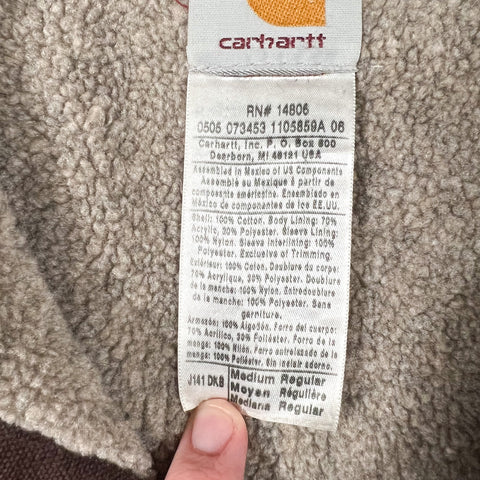 carhartt
RN# 14806
0505 073453 1105859A 06
Carhartt, Inc. P. O. Box 600
Dearborn, MI 48121 USA
Assembled in Mexico of US Components
Assemblé au Mexique à partir de
composants américains. Ensamblado en
México de componentes de los EE.UU.
Shell: 100% Cotton. Body Lining: 70%
Acrylic, 30% Polyester. Sleeve Lining:
100% Nylon. Sleeve Interlining: 100%
Polyester. Exclusive of Trimming.
Extérieur: 100% Coton. Doublure du corps:
70% Acrylique, 30% Polyester. Doublure
de la manche: 100% Nylon. Entredoublure
de la manche: 100% Polyester. Sans
garniture.
Armazón: 100% Algodón. Forro del cuerpo:
70% Acrílico, 30% Poliéster. Forro de las
mangas: 100% Nilón. Forro entrelazado de la
mangas: 100% Poliéster. Sin incluir adorno.
J141 DKB Medium Regular
Moyen Régulière
Mediana Regular